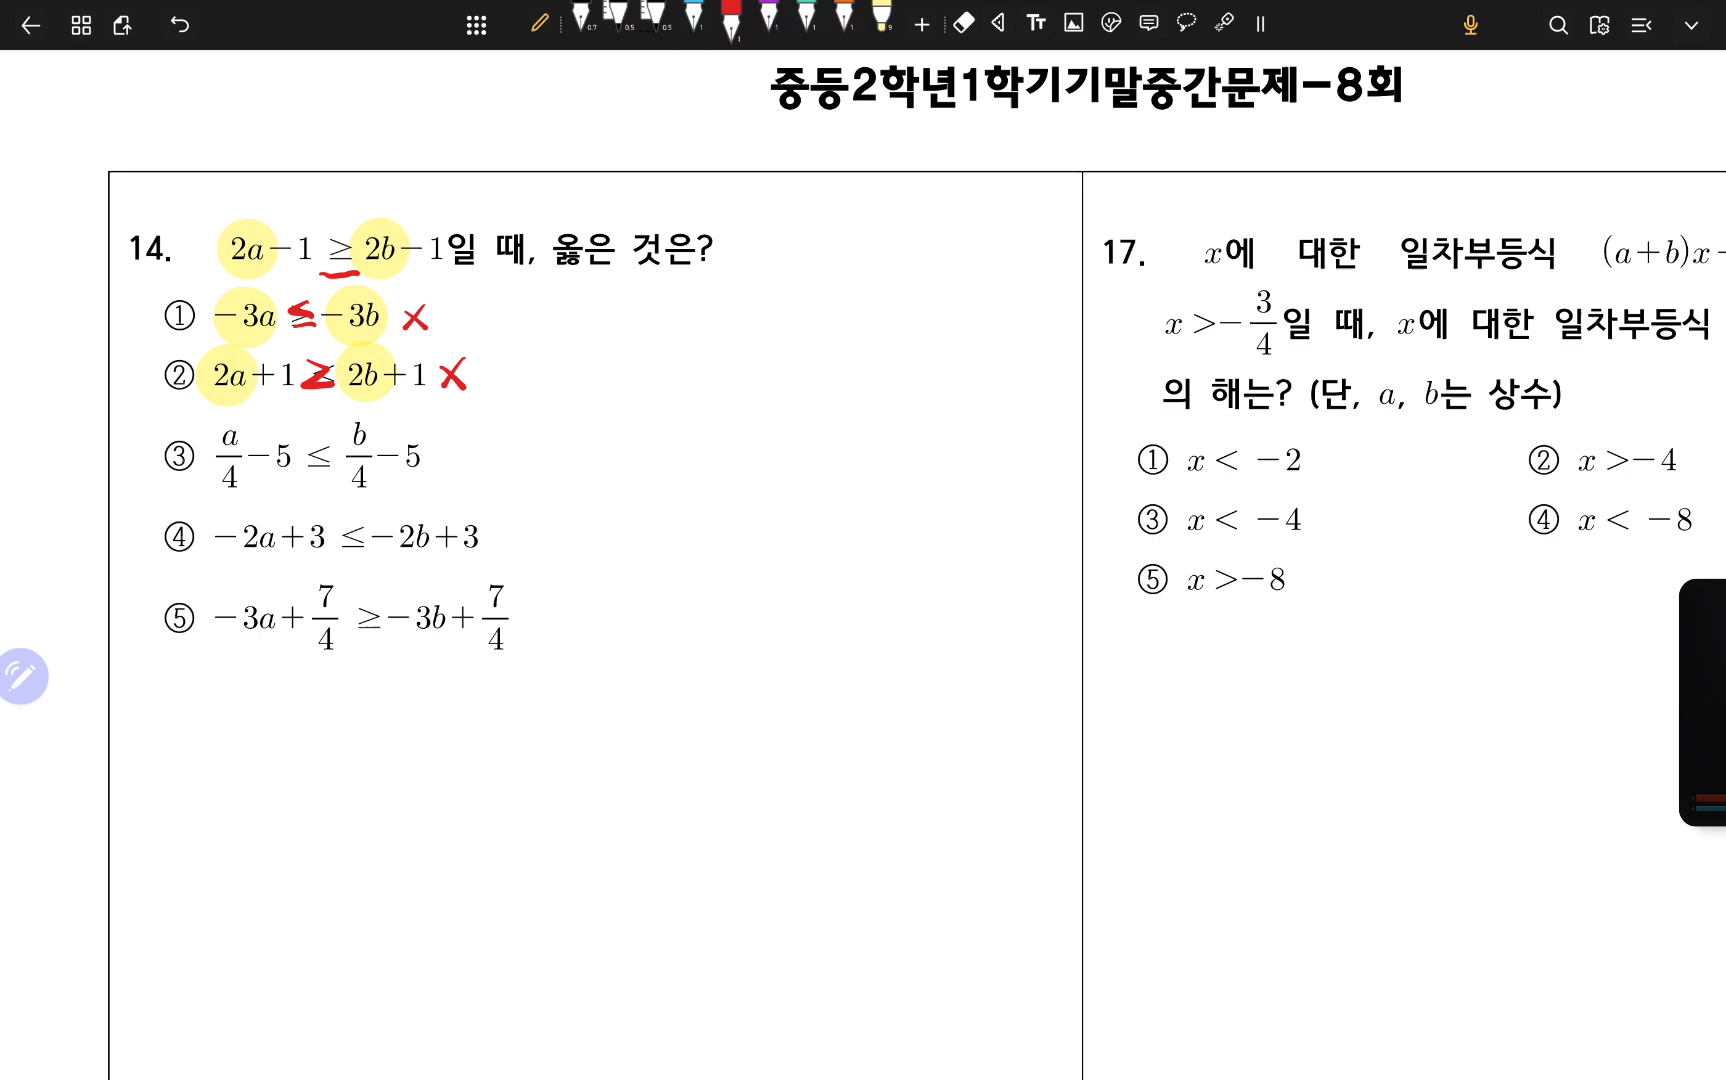 중등2학년1학기기말중간문제-8회
14. 2a-1 ≥ 2b-1일 때, 옳은 것은?
① -3a ≤ -3b ×
② 2a+1 ≥ 2b+1 ×
③ a/4-5 ≤ b/4-5
④ -2a+3 ≤ -2b+3
⑤ -3a+7/4 ≥ -3b+7/4
17. x에 대한 일차부등식 (a+b)x-
x > -3/4일 때, x에 대한 일차부등식
의 해는? (단, a, b는 상수)
① x < -2 ② x > -4
③ x < -4 ④ x < -8
⑤ x > -8